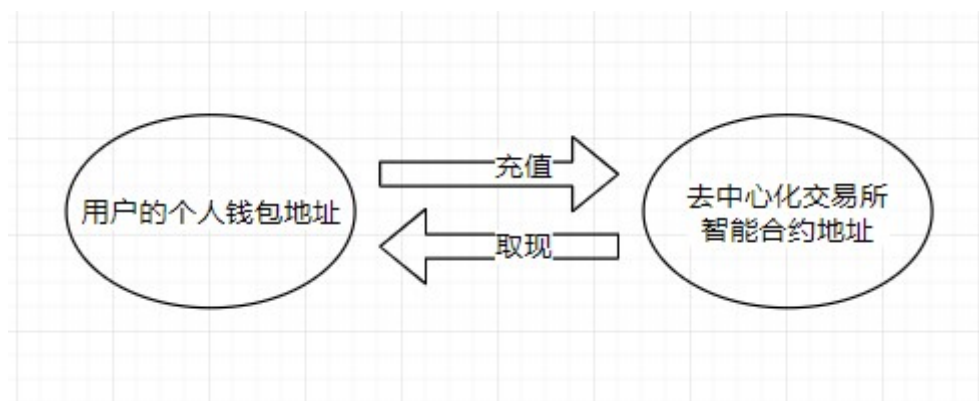 用户的个人钱包地址
充值
取现
去中心化交易所
智能合约地址